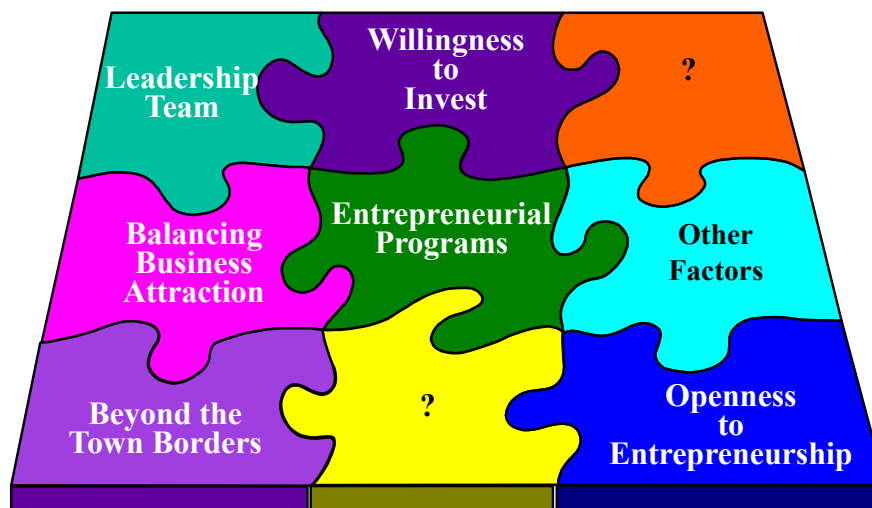 Leadership
Team
Willingness
to
Invest
?
Balancing
Business
Attraction
Entrepreneurial
Programs
Other
Factors
Beyond the
Town Borders
?
Openness
to
Entrepreneurship